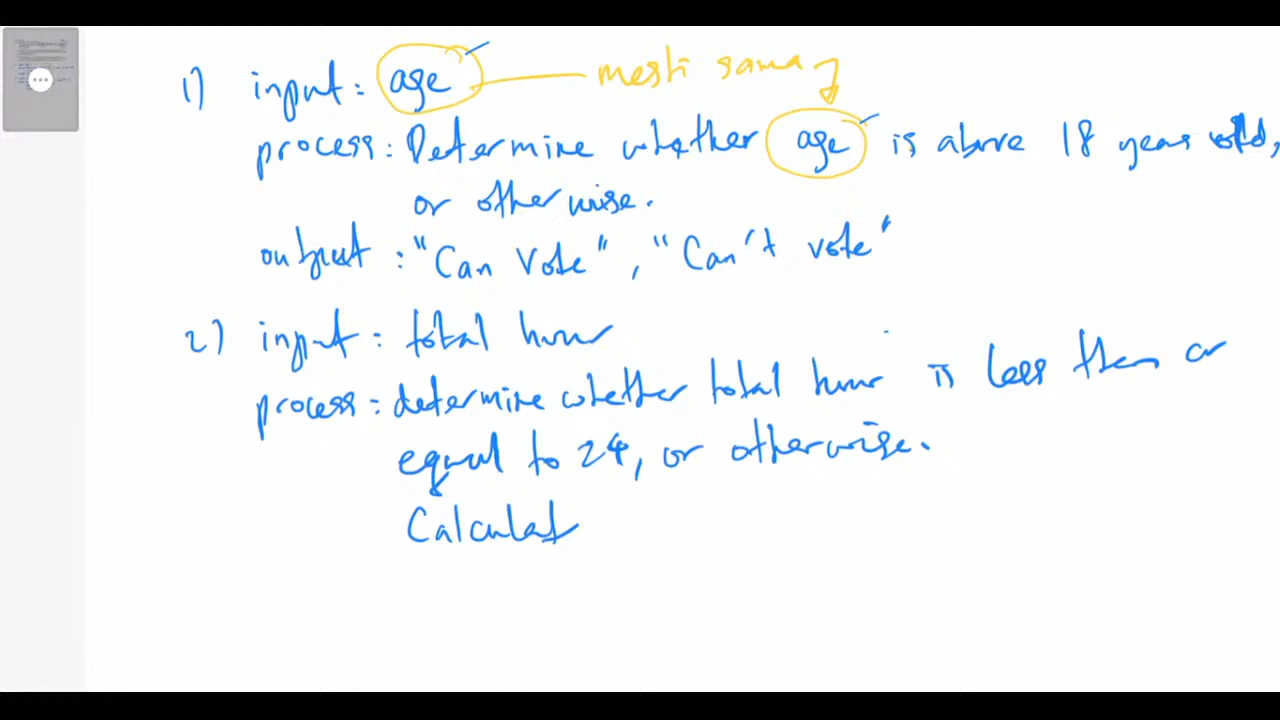 1) input: age mesti sama
process: Determine whether age is above 18 years old,
or otherwise.
output: "Can Vote", "Can't vote"
2) input: total hour
process: determine whether total hour is less than or
equal to 24, or otherwise.
Calculat